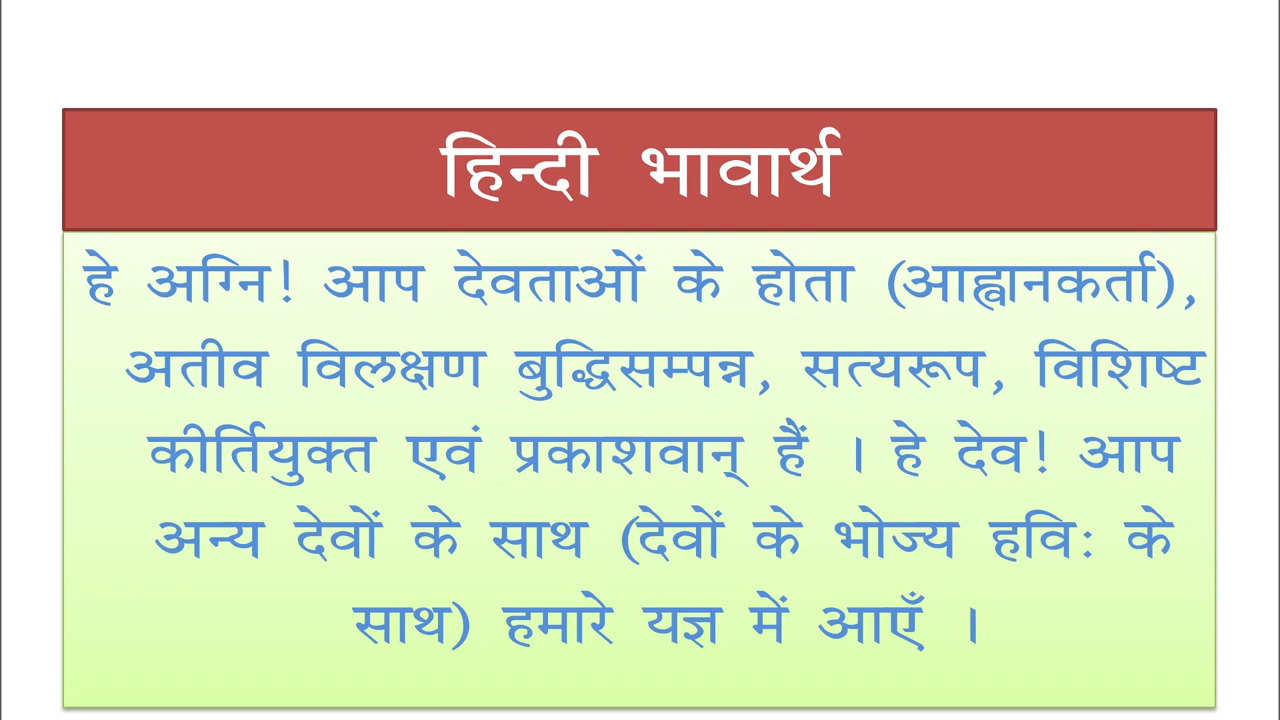 हिन्दी भावार्थ
हे अग्नि! आप देवताओं के होता (आह्वानकर्ता),
अतीव विलक्षण बुद्धिसम्पन्न, सत्यरूप, विशिष्ट
कीर्तियुक्त एवं प्रकाशवान् हैं । हे देव! आप
अन्य देवों के साथ (देवों के भोज्य हविः के
साथ) हमारे यज्ञ में आएँ ।